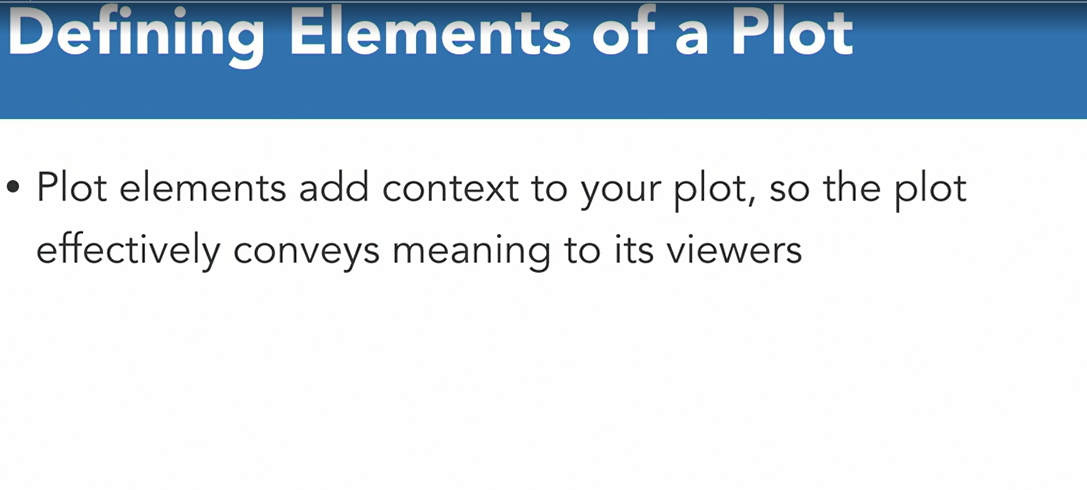 Defining Elements of a Plot
• Plot elements add context to your plot, so the plot
effectively conveys meaning to its viewers